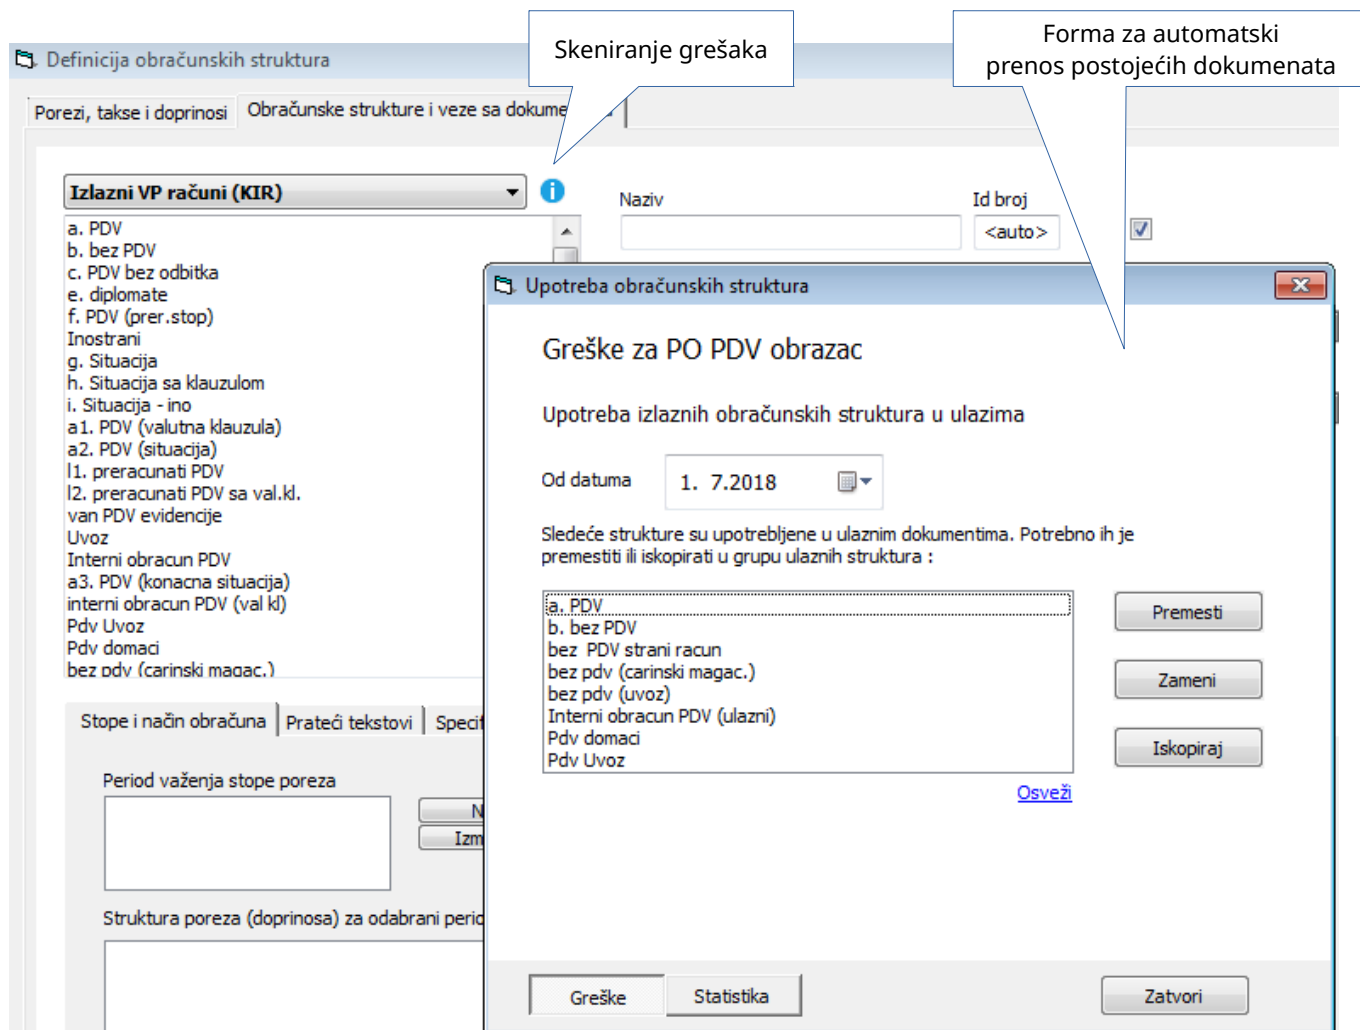 Skeniranje grešaka
Forma za automatski
prenos postojećih dokumenata
Definicija obračunskih struktura
Porezi, takse i doprinosi
Obračunske strukture i veze sa
Izlazni VP računi (KIR)
Naziv
Id broj
<auto>
a. PDV
b. bez PDV
c. PDV bez odbitka
e. diplomate
f. PDV (prer.stop)
Inostrani
g. Situacija
h. Situacija sa klauzulom
i. Situacija - ino
a1. PDV (valutna klauzula)
a2. PDV (situacija)
l1. preracunati PDV
l2. preracunati PDV sa val.kl.
van PDV evidencije
Uvoz
Interni obracun PDV
a3. PDV (konacna situacija)
interni obracun PDV (val kl)
Pdv Uvoz
Pdv domaci
bez pdv (carinski magac.)
Stope i način obračuna
Prateći tekstovi
Period važenja stope poreza
Struktura poreza (doprinosa) za odabrani
Upotreba obračunskih struktura
Greške za PO PDV obrazac
Upotreba izlaznih obračunskih struktura u ulazima
Od datuma
1. 7.2018
Sledeće strukture su upotrebljene u ulaznim dokumentima. Potrebno ih je
premestiti ili iskopirati u grupu ulaznih struktura :
a. PDV
b. bez PDV
bez PDV strani racun
bez pdv (carinski magac.)
bez pdv (uvoz)
Interni obracun PDV (ulazni)
Pdv domaci
Pdv Uvoz
Premesti
Zameni
Iskopiraj
Osveži
Greške
Statistika
Zatvori